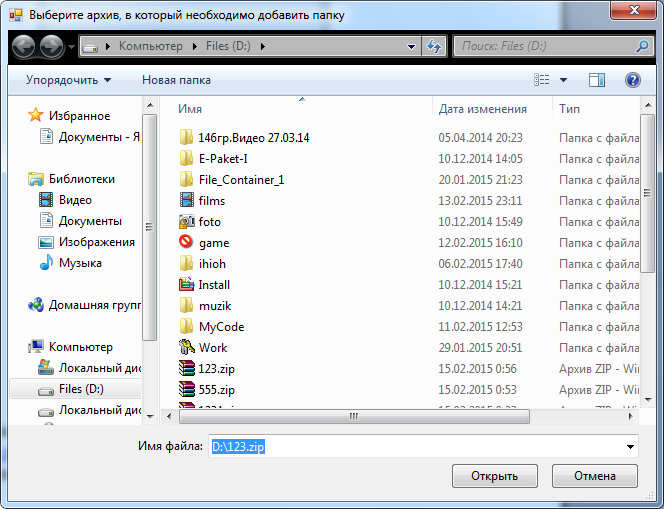 Выберите архив, в который необходимо добавить папку
Компьютер Files (D:)
Поиск: Files (D:)
Упорядочить Новая папка
Имя Дата изменения Тип
Избранное
Документы - Я
Библиотеки
Видео
Документы
Изображения
Музыка
Домашняя групп
Компьютер
Локальный дис
Files (D:)
Локальный дис
146гр.Видео 27.03.14 05.04.2014 20:23 Папка с файла
E-Paket-I 10.12.2014 14:05 Папка с файла
File_Container_1 20.01.2015 21:23 Папка с файла
films 13.02.2015 23:11 Папка с файла
foto 10.12.2014 15:49 Папка с файла
game 12.02.2015 16:10 Папка с файла
ihioh 06.02.2015 17:40 Папка с файла
Install 10.12.2014 15:21 Папка с файла
muzik 10.12.2014 14:21 Папка с файла
MyCode 11.02.2015 12:53 Папка с файла
Work 29.01.2015 20:51 Папка с файла
123.zip 15.02.2015 0:56 Архив ZIP - Win
555.zip 15.02.2015 0:53 Архив ZIP - Win
Имя файла: D:\123.zip
Открыть Отмена